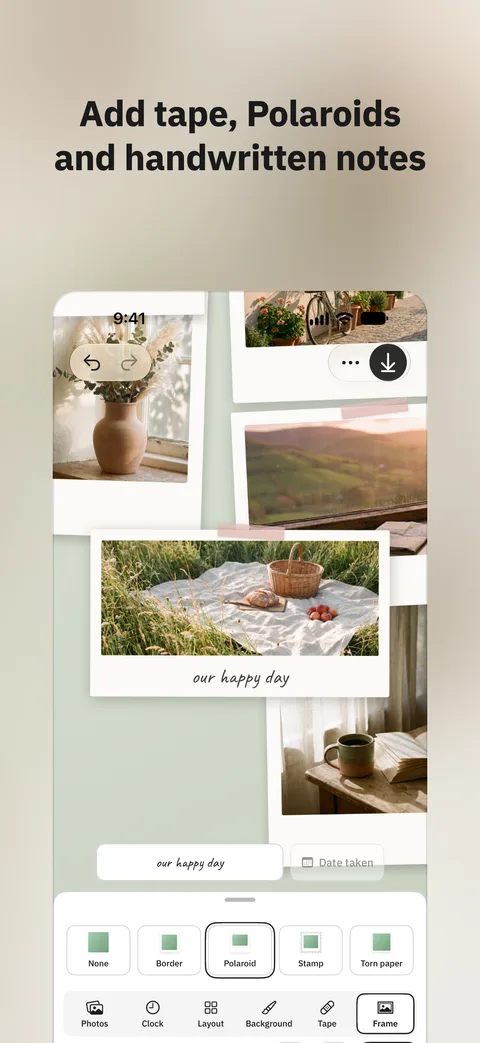 Add tape, Polaroids
and handwritten notes
9:41
our happy day
our happy day
Date taken
None
Border
Polaroid
Stamp
Torn paper
Photos
Clock
Layout
Background
Tape
Frame